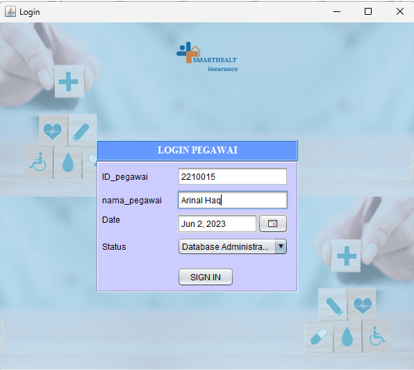 Login
SMARTHEALT
insurance
LOGIN PEGAWAI
ID_pegawai 2210015
nama_pegawai Arinal Haq
Date Jun 2, 2023
Status Database Administra...
SIGN IN